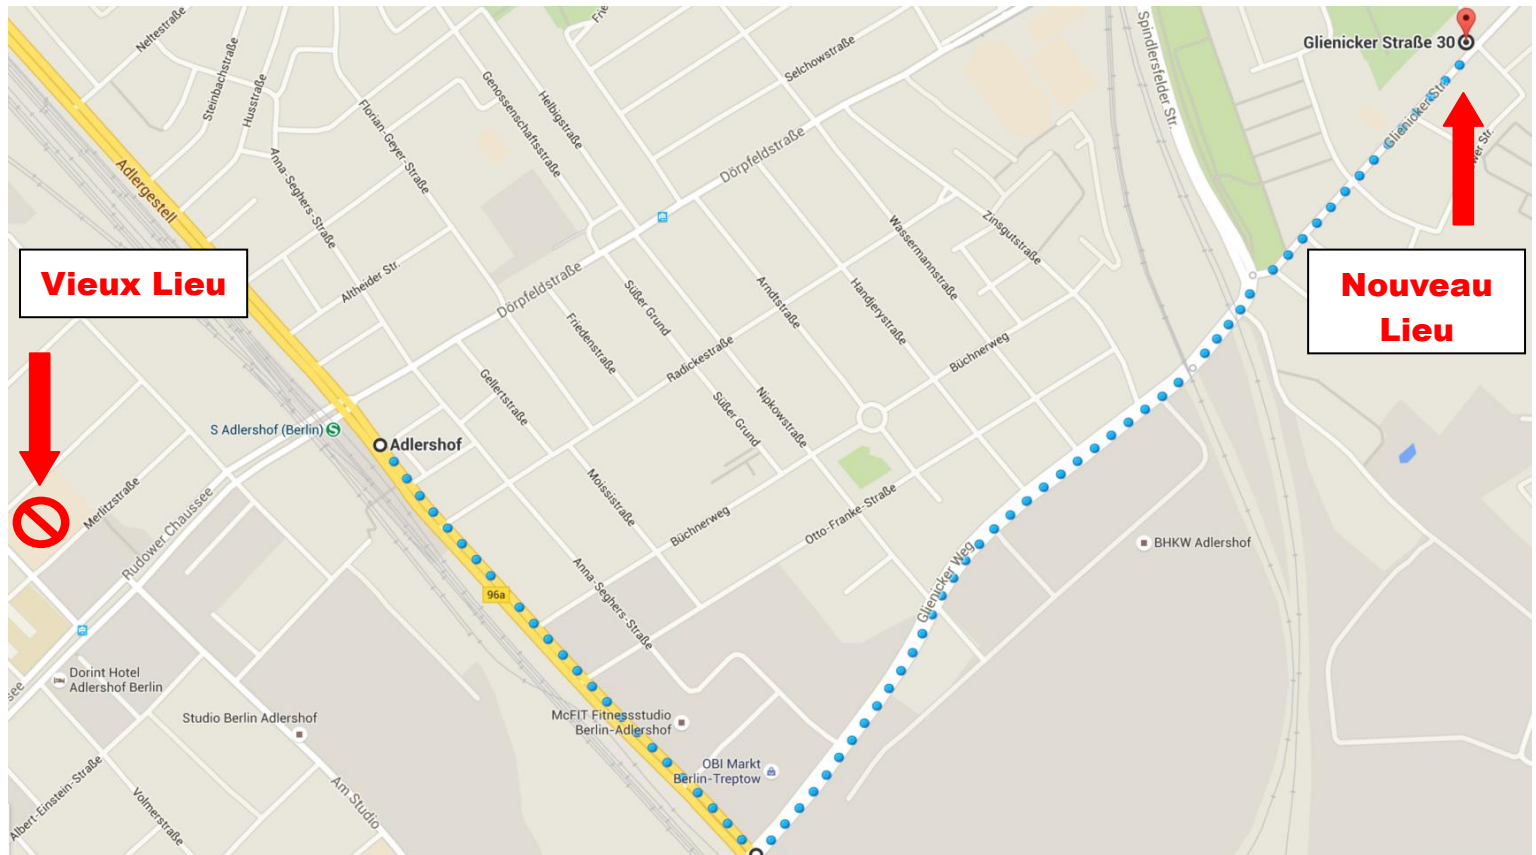 Neltestraße
Steinbachstraße
Husstraße
Anna-Seghers-Straße
Florian-Geyer-Straße
Genossenschaftsstraße
Helbigstraße
Frie
Selchowstraße
Spindlersfelder Str.
Glienicker Straße 30
Glienicker Straß
wer Str.
Adlergestell
Dörpfeldstraße
Vieux Lieu
Altheider Str.
Dörpfeldstraße
Süßer Grund
Friedenstraße
Arndtstraße
Handjerystraße
Wassermannstraße
Zinsgutstraße
Nouveau
Lieu
Radickestraße
Büchnerweg
Gellertstraße
Süßer Grund
Nipkowstraße
S Adlershof (Berlin)
S
Adlershof
Merlitzstraße
Rudower Chaussee
Moissistraße
Büchnerweg
Otto-Franke-Straße
BHKW Adlershof
96a
Anna-Seghers-Straße
Glienicker Weg
see
Dorint Hotel
Adlershof Berlin
Studio Berlin Adlershof
McFIT Fitnessstudio
Berlin-Adlershof
OBI Markt
Berlin-Treptow
Albert-Einstein-Straße
Volmerstraße
Am Studio